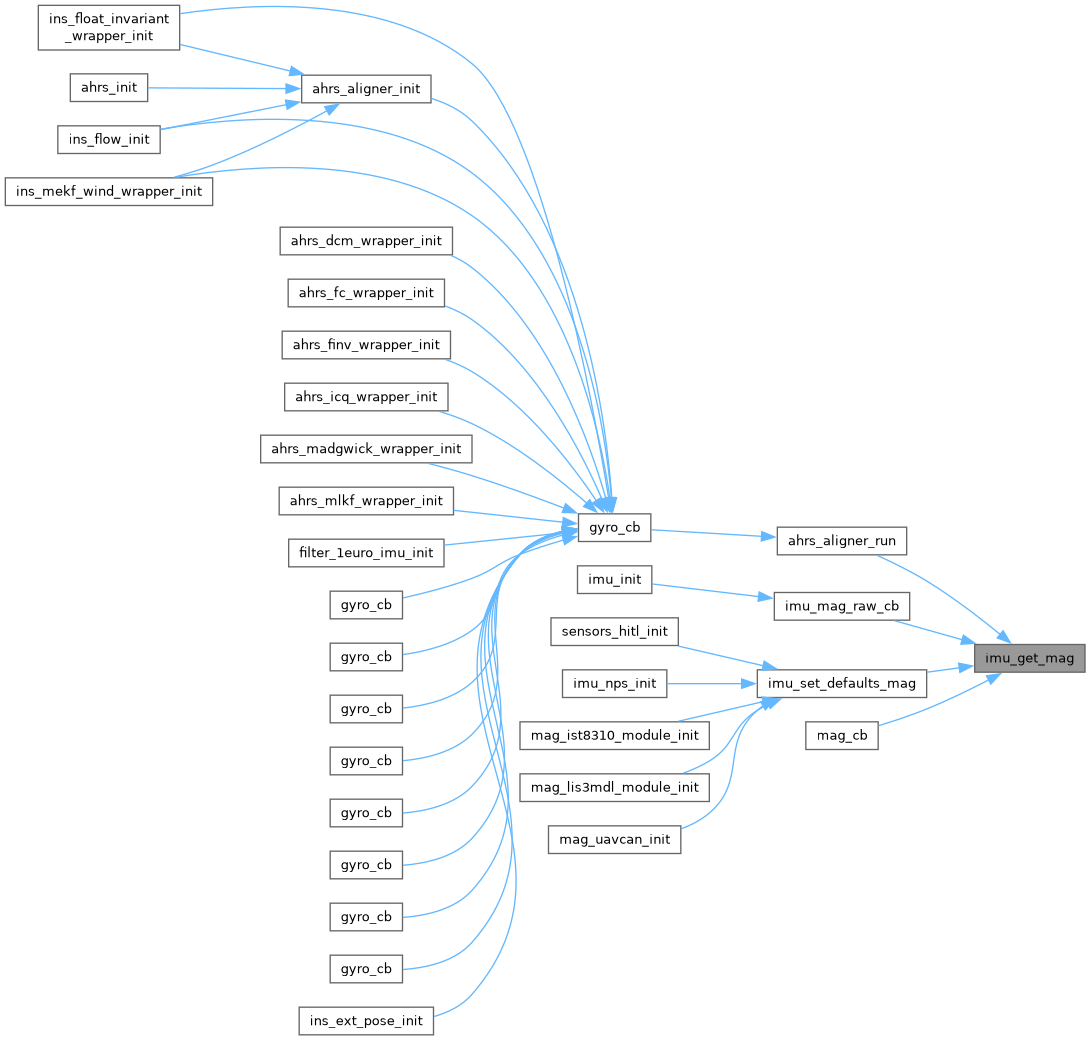 ins_float_invariant
_wrapper_init
ahrs_init
ahrs_aligner_init
ins_flow_init
ins_mekf_wind_wrapper_init
ahrs_dcm_wrapper_init
ahrs_fc_wrapper_init
ahrs_finv_wrapper_init
ahrs_icq_wrapper_init
ahrs_madgwick_wrapper_init
ahrs_mlkf_wrapper_init
filter_1euro_imu_init
gyro_cb
gyro_cb
gyro_cb
gyro_cb
gyro_cb
gyro_cb
gyro_cb
gyro_cb
ins_ext_pose_init
gyro_cb
imu_init
sensors_hitl_init
imu_nps_init
mag_ist8310_module_init
mag_lis3mdl_module_init
mag_uavcan_init
ahrs_aligner_run
imu_mag_raw_cb
imu_set_defaults_mag
mag_cb
imu_get_mag